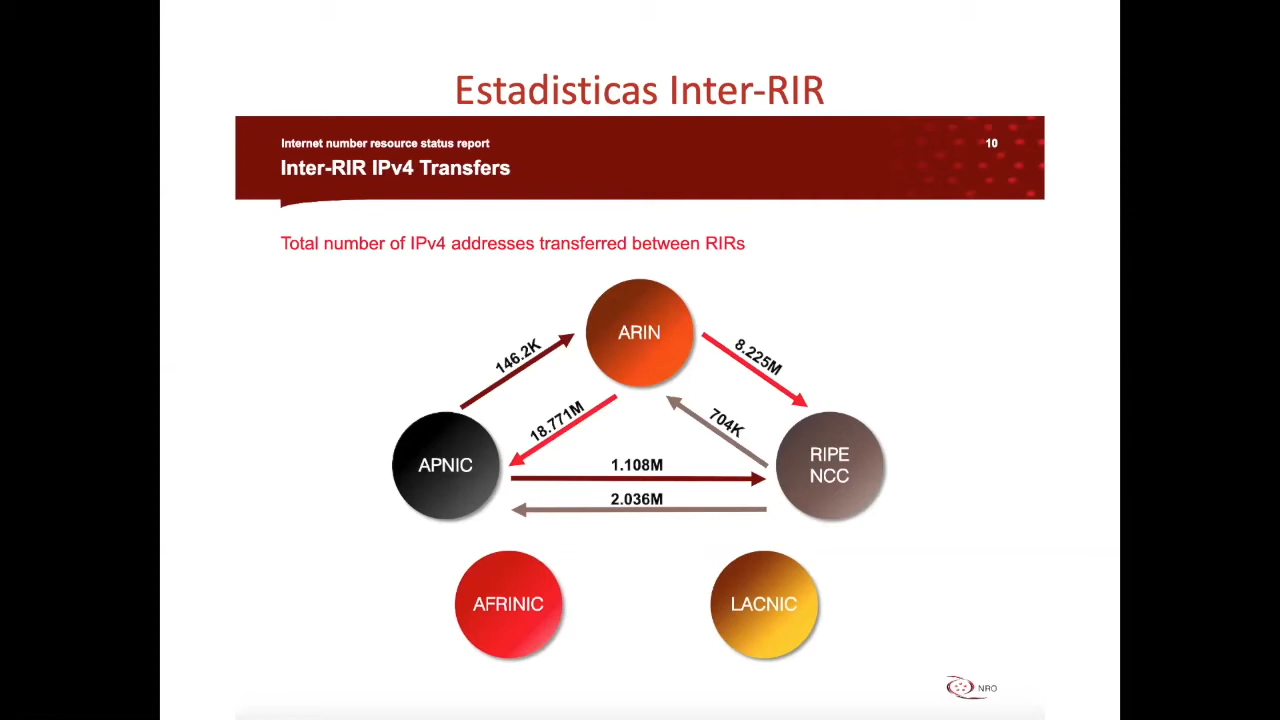 Estadisticas Inter-RIR
Internet number resource status report
10
Inter-RIR IPv4 Transfers
Total number of IPv4 addresses transferred between RIRs
ARIN
146.2K
8.225M
18.771M
704K
APNIC
RIPE
NCC
1.108M
2.036M
AFRINIC
LACNIC
NRO